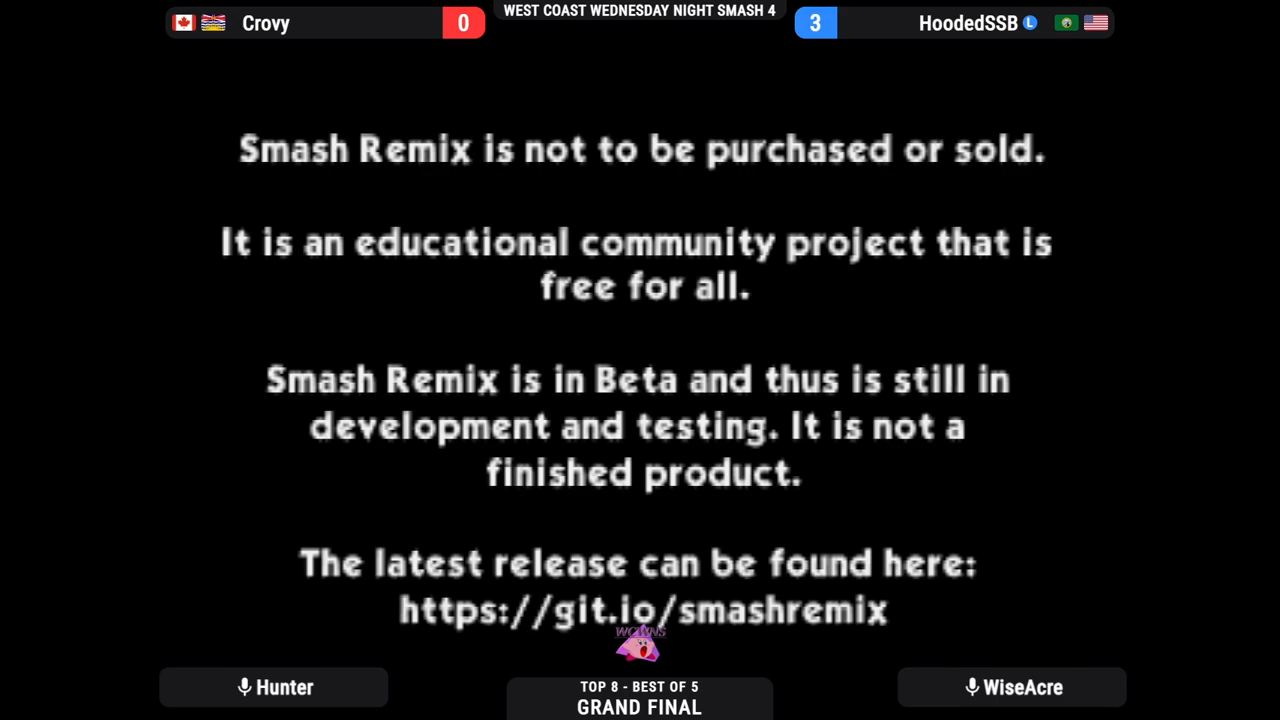 WEST COAST WEDNESDAY NIGHT SMASH 4
Crovy
0
3
HoodedSSB L
Smash Remix is not to be purchased or sold.
It is an educational community project that is
free for all.
Smash Remix is in Beta and thus is still in
development and testing. It is not a
finished product.
The latest release can be found here:
https://git.io/smashremix
WCWNS
Hunter
TOP 8 - BEST OF 5
GRAND FINAL
WiseAcre